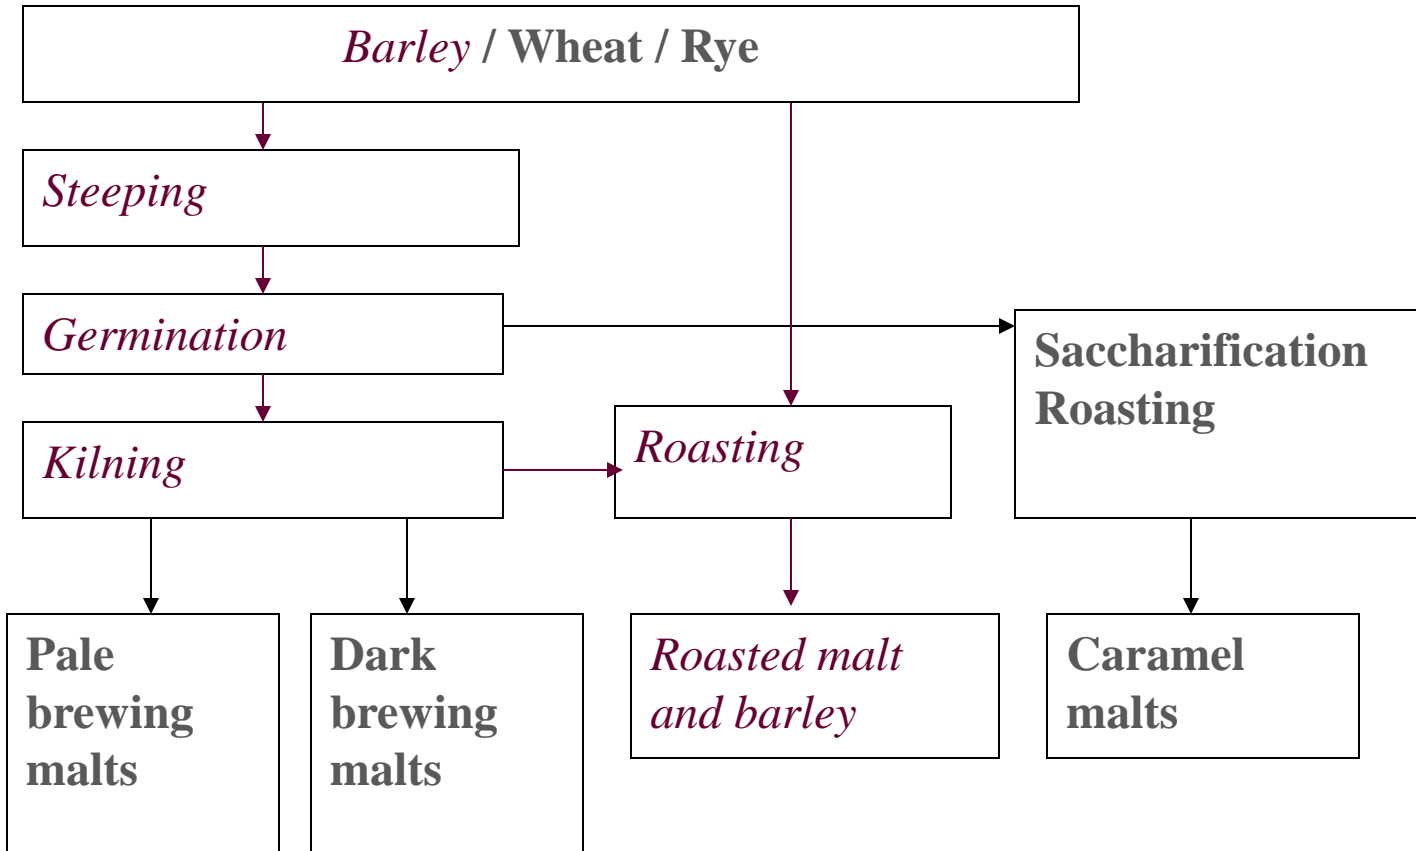 Barley / Wheat / Rye
Steeping
Germination
Saccharification
Roasting
Kilning
Roasting
Pale
brewing
malts
Dark
brewing
malts
Roasted malt
and barley
Caramel
malts